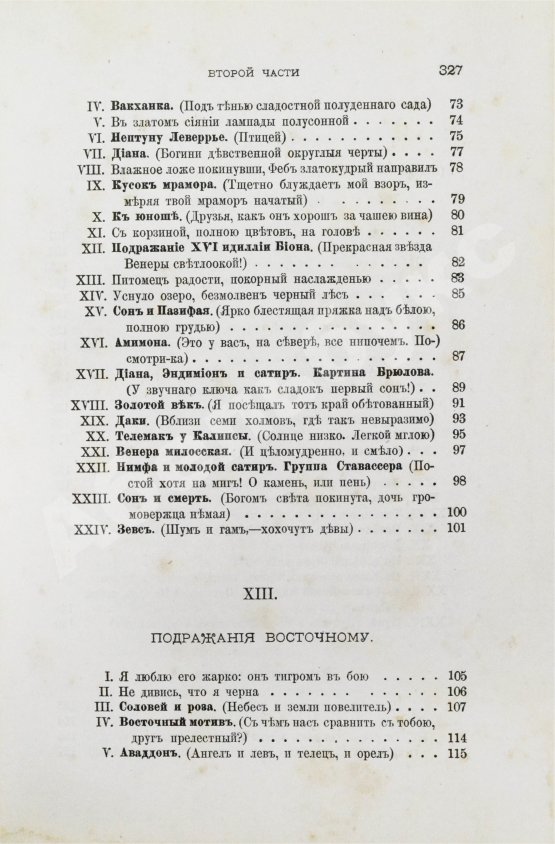 ВТОРОЙ ЧАСТИ 327
IV. Вакханка. (Подъ тѣнью сладостной полуденнаго сада) 73
V. Въ златомъ сіяніи лампады полусонной . . . . . . . 74
VI. Нептуну Леверрье. (Птицей) . . . . . . . . . . . . 75
VII. Діана. (Богини дѣвственной округлыя черты) . . . . 77
VIII. Влажное ложе покинувши, Фебъ златокудрый направилъ 78
IX. Кусокъ мрамора. (Тщетно блуждаетъ мой взоръ, из-
мѣряя твой мраморъ начатый) . . . . . . . . . 79
X. Къ юношѣ. (Друзья, какъ онъ хорошъ за чашею вина) 80
XI. Съ корзиной, полною цвѣтовъ, на головѣ . . . . . . 81
XII. Подражаніе XVI идилліи Біона. (Прекрасная звѣзда
Венеры свѣтлоокой!) . . . . . . . . . . . . . 82
XIII. Питомецъ радости, покорный наслажденью . . . . . . 83
XIV. Уснуло озеро, безмолвенъ черный лѣсъ . . . . . . . 85
XV. Сонъ и Пазифая. (Ярко блестящая пряжка надъ бѣлою,
полною грудью) . . . . . . . . . . . . . . . 86
XVI. Амимона. (Это у васъ, на сѣверѣ, все нипочемъ. По-)
смотри-ка) . . . . . . . . . . . . . . . . . 87
XVII. Діана, Эндиміонъ и сатиръ. Картина Брюлова.
(У звучнаго ключа какъ сладокъ первый сонъ!) . . 89
XVIII. Золотой вѣкъ. (Я посѣщалъ тотъ край обѣтованный) 91
XIX. Даки. (Вблизи семи холмовъ, гдѣ такъ невыразимо) 93
XX. Телемакъ у Калипсы. (Солнце низко. Легкой мглою) 95
XXI. Венера милосская. (И цѣломудренно, и смѣло) . . . 97
XXII. Нимфа и молодой сатиръ. Группа Ставассера. (По-
стой хотя на мигъ! О камень, или пень) . . . . . 98
XXIII. Сонъ и смерть. (Богомъ свѣта покинута, дочь гро-
мовержца нѣмая) . . . . . . . . . . . . . . 100
XXIV. Зевсъ. (Шумъ и гамъ,—хохочутъ дѣвы) . . . . . . 101
XIII.
ПОДРАЖАНІЯ ВОСТОЧНОМУ.
I. Я люблю его жарко: онъ тигромъ въ бою . . . . . 105
II. Не дивись, что я черна . . . . . . . . . . . . . 106
III. Соловей и роза. (Небесъ и земли повелитель) . . . . 107
IV. Восточный мотивъ. (Съ чѣмъ насъ сравнить съ тобою,
другъ прелестный?) . . . . . . . . . . . . . 114
V. Аваддонъ. (Ангелъ и левъ, и телецъ, и орелъ) . . . 115